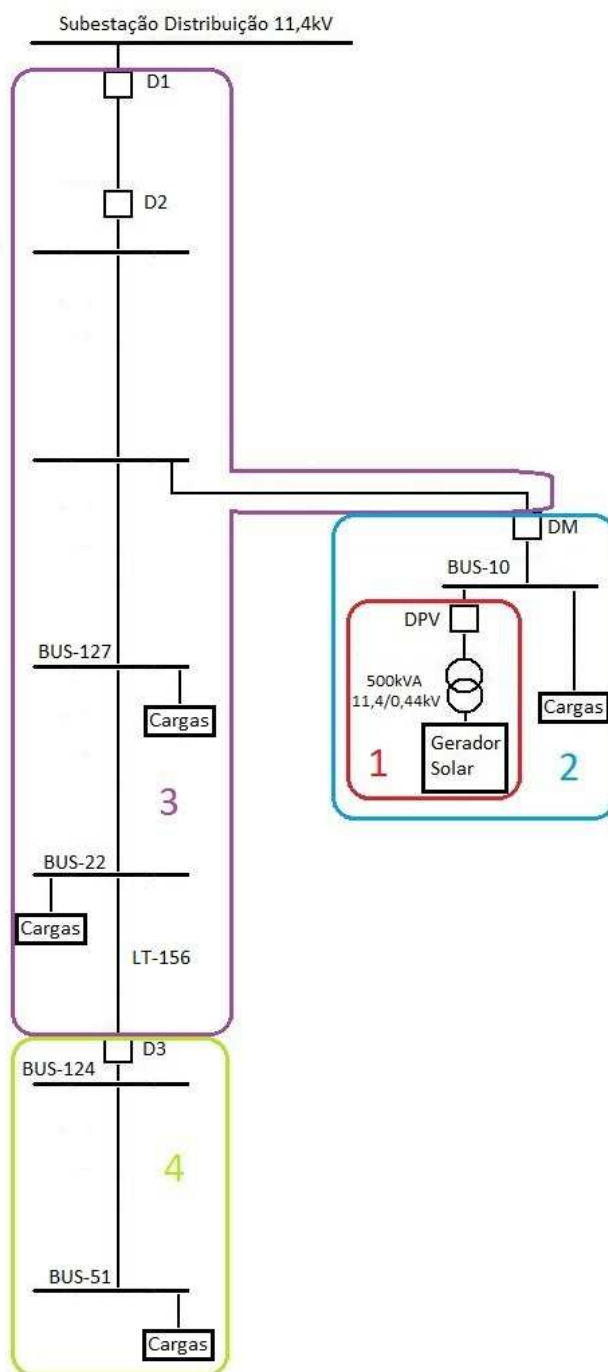 Subestação Distribuição 11,4kV
D1
D2
DM
BUS-10
DPV
500kVA
11,4/0,44kV
Gerador
Solar
Cargas
1
2
BUS-127
Cargas
3
BUS-22
Cargas
LT-156
D3
BUS-124
4
BUS-51
Cargas